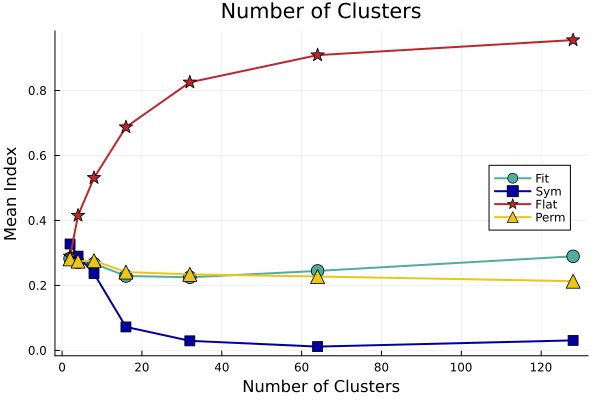 Number of Clusters
Mean Index
0.8
0.6
0.4
0.2
0.0
Fit
Sym
Flat
Perm
0 20 40 60 80 100 120
Number of Clusters